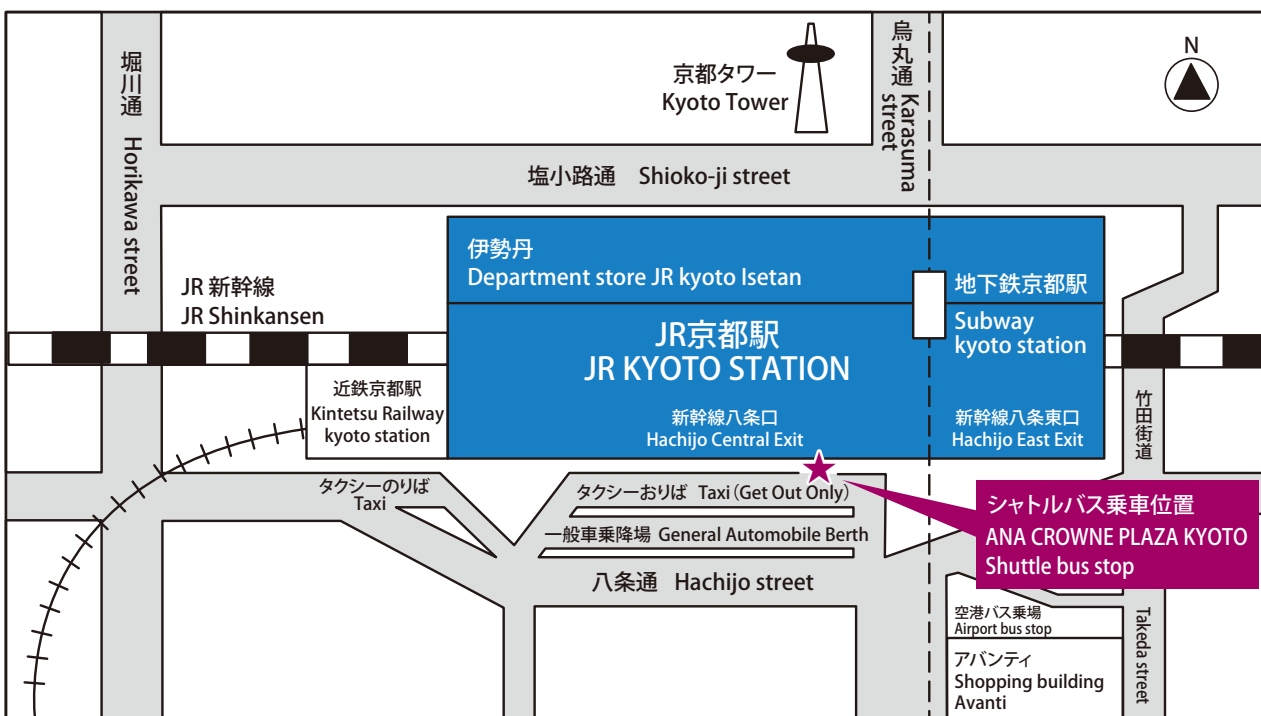 堀川通 Horikawa street
京都タワー
Kyoto Tower
烏丸通 Karasuma
street
N
塩小路通 Shioko-ji street
伊勢丹
Department store JR kyoto Isetan
地下鉄京都駅
Subway
kyoto station
JR 新幹線
JR Shinkansen
JR京都駅
JR KYOTO STATION
近鉄京都駅
Kintetsu Railway
kyoto station
新幹線八条口
Hachijo Central Exit
新幹線八条東口
Hachijo East Exit
竹田街道
タクシーのりば
Taxi
タクシーおりば Taxi(Get Out Only)
一般車乗降場 General Automobile Berth
八条通 Hachijo street
シャトルバス乗車位置
ANA CROWNE PLAZA KYOTO
Shuttle bus stop
空港バス乗場
Airport bus stop
アバンティ
Shopping building
Avanti
Takeda street